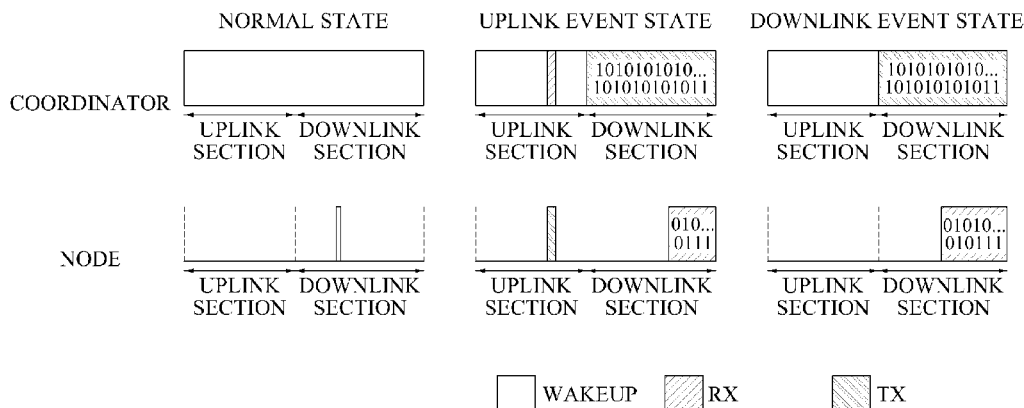 NORMAL STATE
UPLINK EVENT STATE
DOWNLINK EVENT STATE
COORDINATOR
1010101010...
101010101011
1010101010...
101010101011
UPLINK SECTION
DOWNLINK SECTION
UPLINK SECTION
DOWNLINK SECTION
UPLINK SECTION
DOWNLINK SECTION
NODE
010...
0111
01010...
010111
UPLINK SECTION
DOWNLINK SECTION
UPLINK SECTION
DOWNLINK SECTION
UPLINK SECTION
DOWNLINK SECTION
WAKEUP
RX
TX